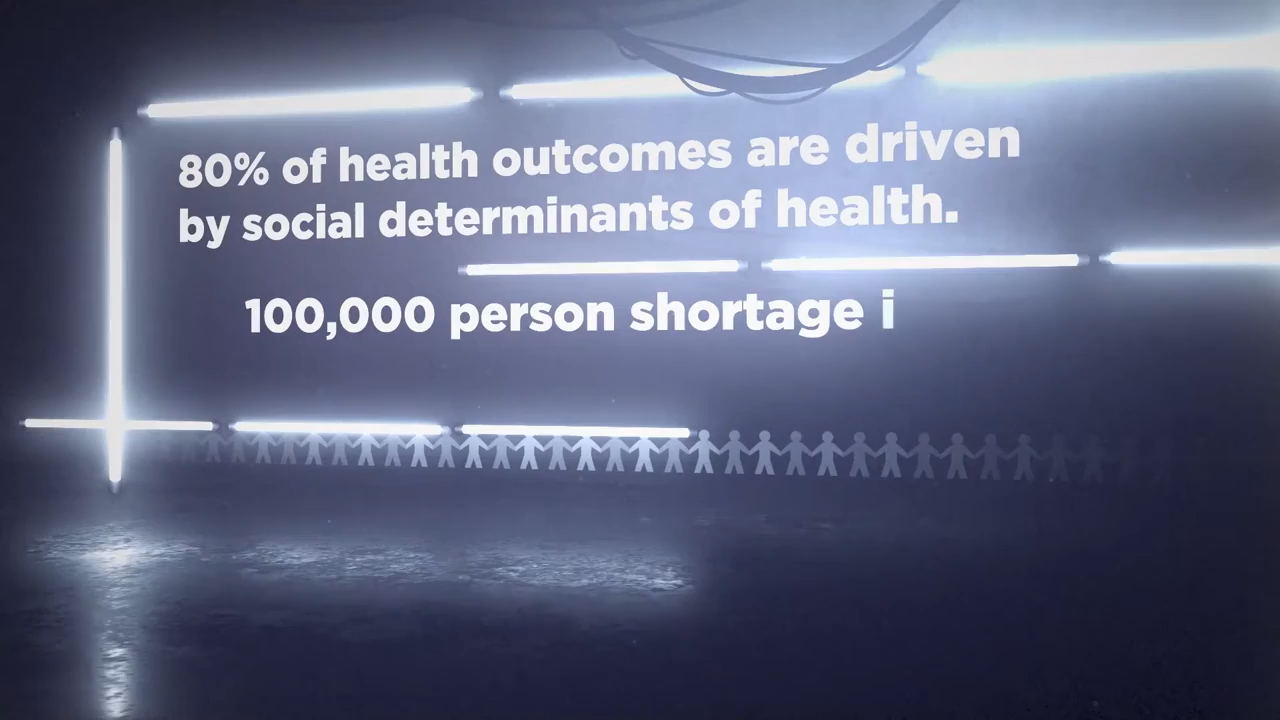 80% of health outcomes are driven
by social determinants of health.
100,000 person shortage i